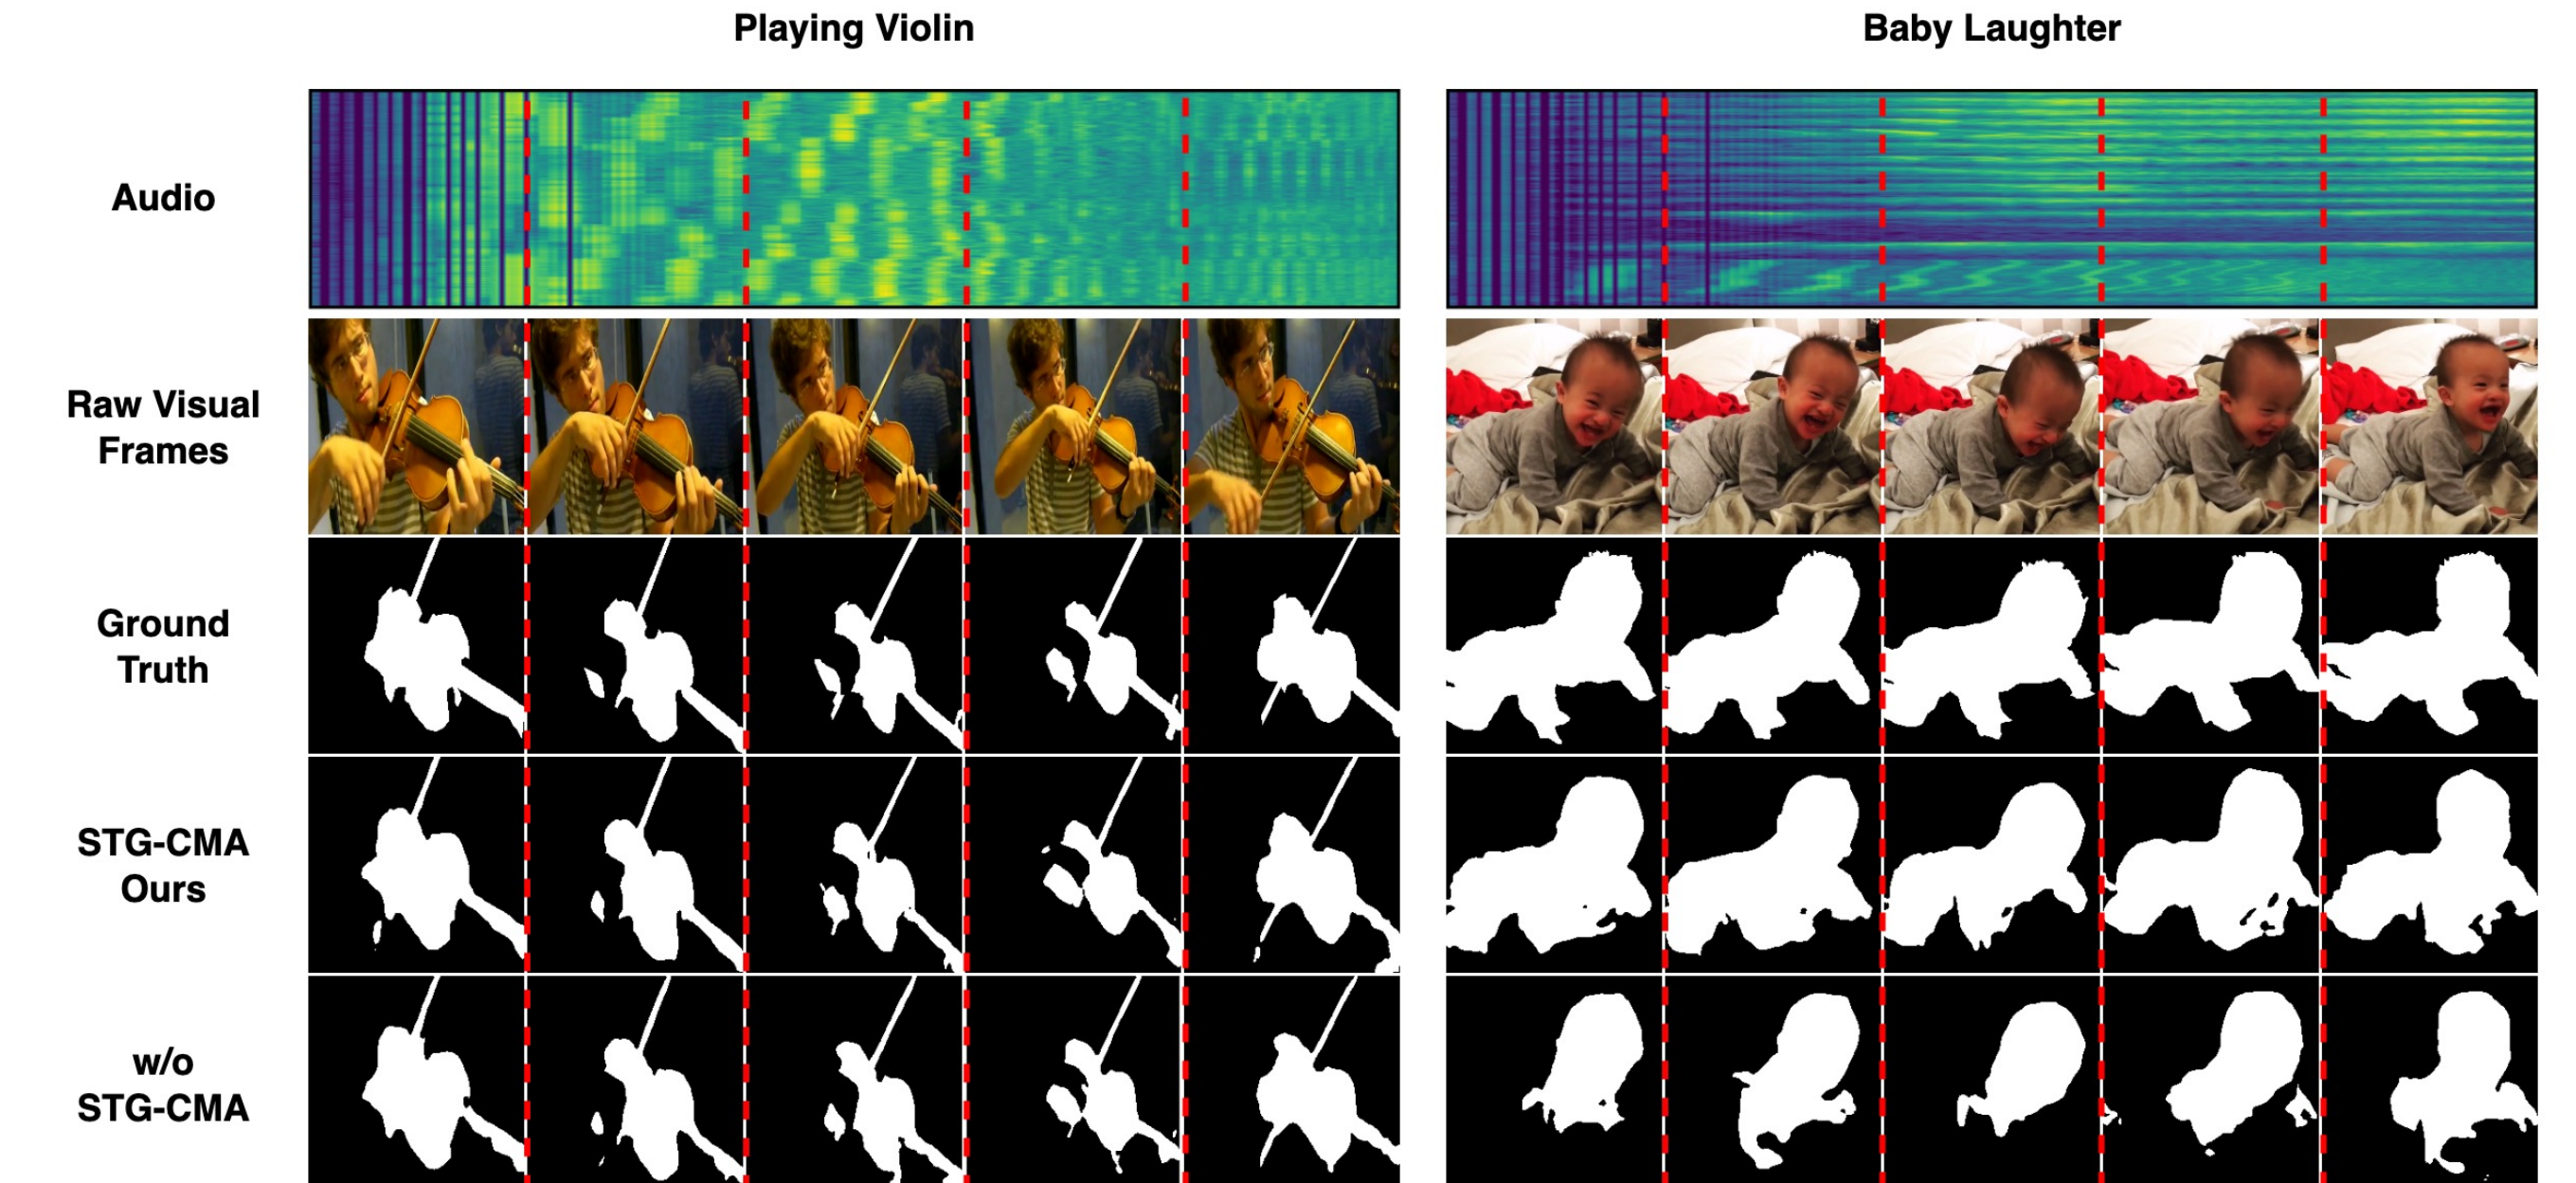 Playing Violin
Baby Laughter
Audio
Raw Visual
Frames
Ground
Truth
STG-CMA
Ours
w/o
STG-CMA